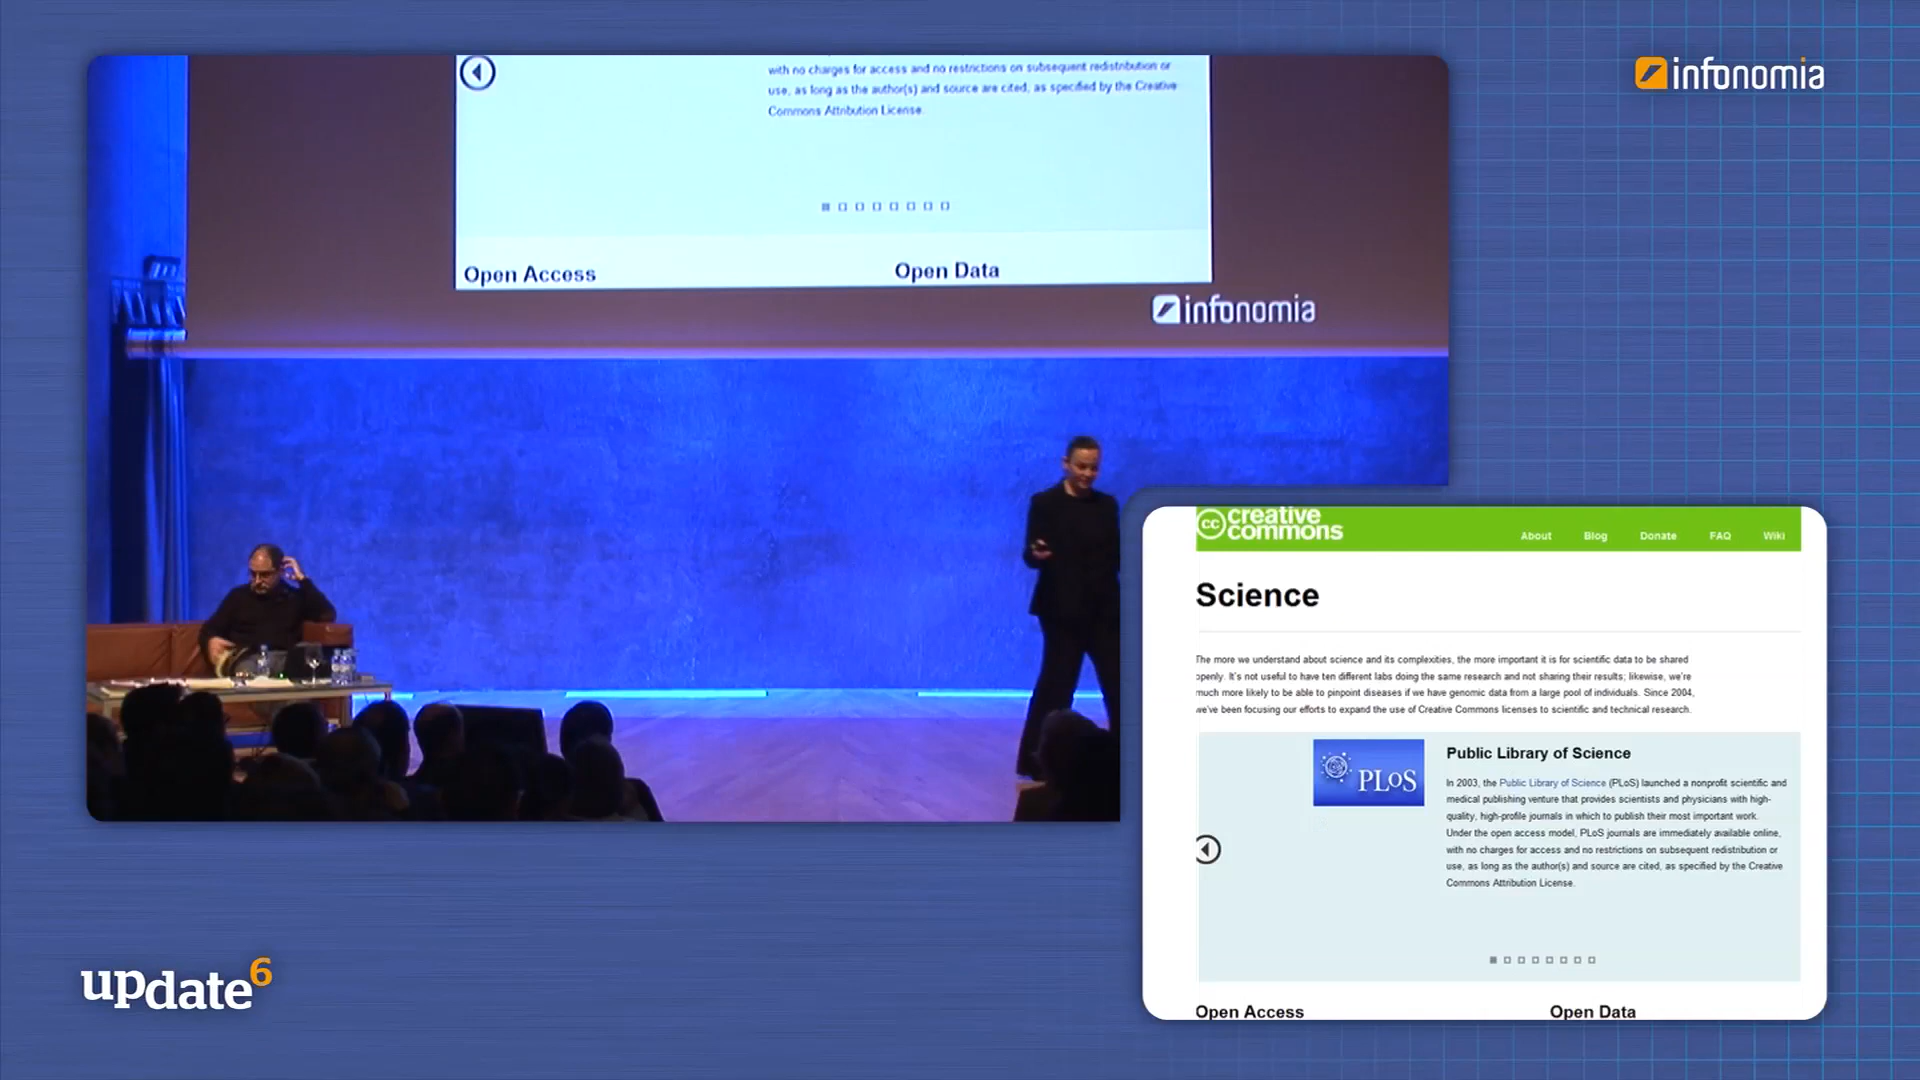 with no charges for access and no restrictions on subsequent redistribution or
use, as long as the author(s) and source are cited, as specified by the Creative
Commons Attribution License.
Open Access
Open Data
infonomia
infonomia
creative
commons
cc
About
Blog
Donate
FAQ
Wiki
Science
The more we understand about science and its complexities, the more important it is for scientific data to be shared
openly. It's not useful to have ten different labs doing the same research and not sharing their results; likewise, we're
much more likely to be able to pinpoint diseases if we have genomic data from a large pool of individuals. Since 2004,
we've been focusing our efforts to expand the use of Creative Commons licenses to scientific and technical research.
PLoS
Public Library of Science
In 2003, the Public Library of Science (PLoS) launched a nonprofit scientific and
medical publishing venture that provides scientists and physicians with high-
quality, high-profile journals in which to publish their most important work.
Under the open access model, PLoS journals are immediately available online,
with no charges for access and no restrictions on subsequent redistribution or
use, as long as the author(s) and source are cited, as specified by the Creative
Commons Attribution License.
Open Access
Open Data
update6